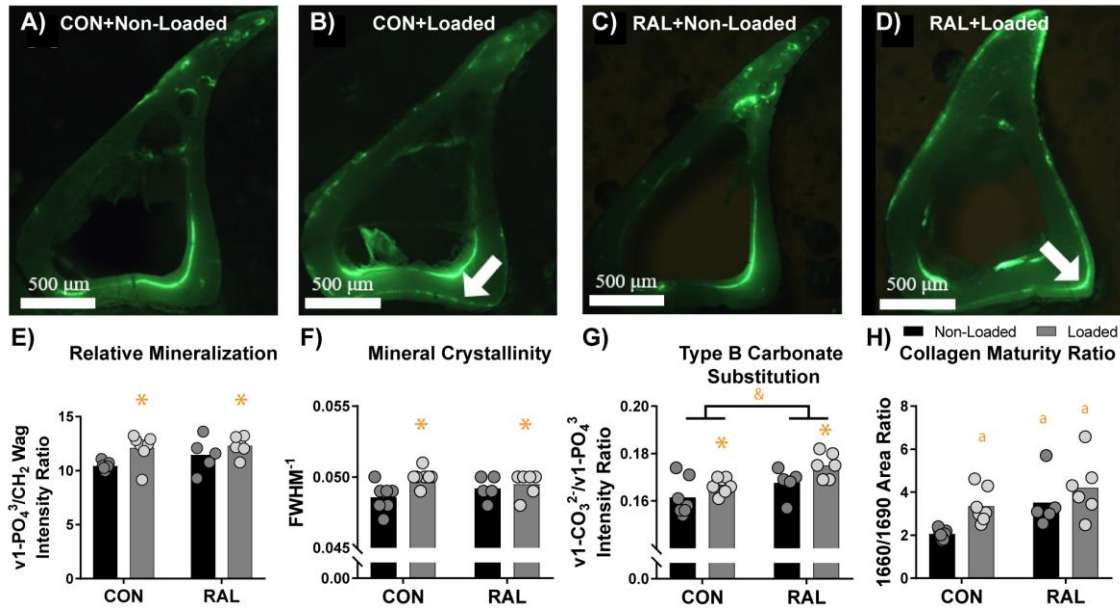 A) CON+Non-Loaded
B) CON+Loaded
C) RAL+Non-Loaded
D) RAL+Loaded
500 µm
500 µm
500 µm
500 µm
E) Relative Mineralization
v1-PO₄³/CH₂ Wag
Intensity Ratio
15
10
5
0
*
*
CON
RAL
F) Mineral Crystallinity
FWHM⁻¹
0.055
0.050
0.045
0.00
*
*
CON
RAL
G) Type B Carbonate
Substitution
v1-CO₃²⁻/v1-PO₄³
Intensity Ratio
0.20
0.16
0.0
&
*
*
CON
RAL
Non-Loaded
Loaded
H) Collagen Maturity Ratio
1660/1690 Area Ratio
8
6
4
2
0
a
a
a
CON
RAL